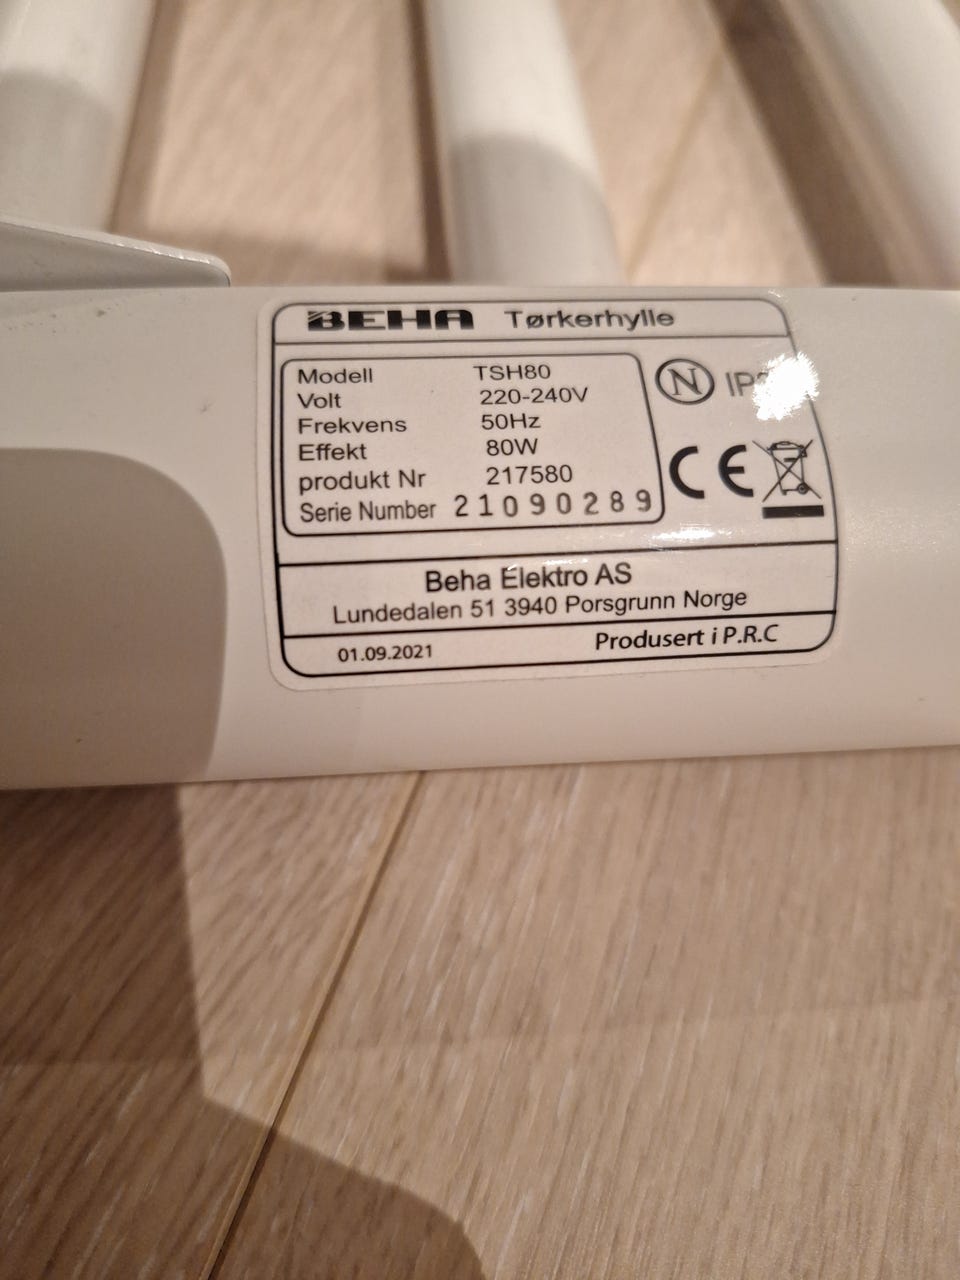 BEHA Tørkerhylle
Modell TSH80
Volt 220-240V
Frekvens 50Hz
Effekt 80W
produkt Nr 217580
Serie Number 21090289
N
CE
Beha Elektro AS
Lundedalen 51 3940 Porsgrunn Norge
01.09.2021 Produsert i P.R.C